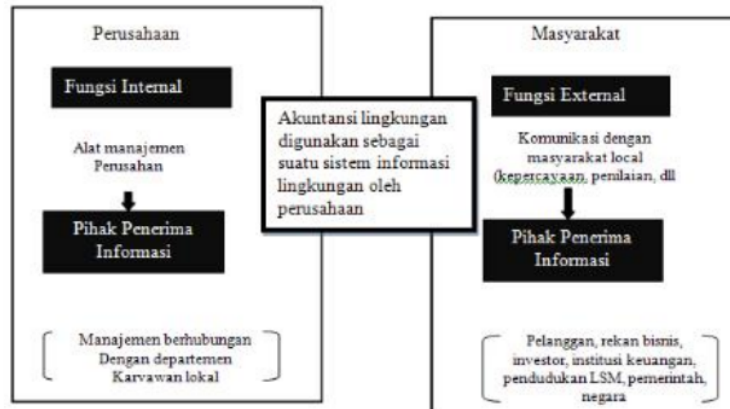 Perusahaan
Fungsi Internal
Alat manajemen
Perusahan
Pihak Penerima
Informasi
Manajemen berhubungan
Dengan departemen
Karyawan lokal
Akuntansi lingkungan
digunakan sebagai
suatu sistem informasi
lingkungan oleh
perusahaan
Masyarakat
Fungsi External
Komunikasi dengan
masyarakat local
(kepercayaan, penilaian, dll
Pihak Penerima
Informasi
Pelanggan, rekan bisnis,
investor, institusi keuangan,
pendudukan LSM, pemerintah,
negara